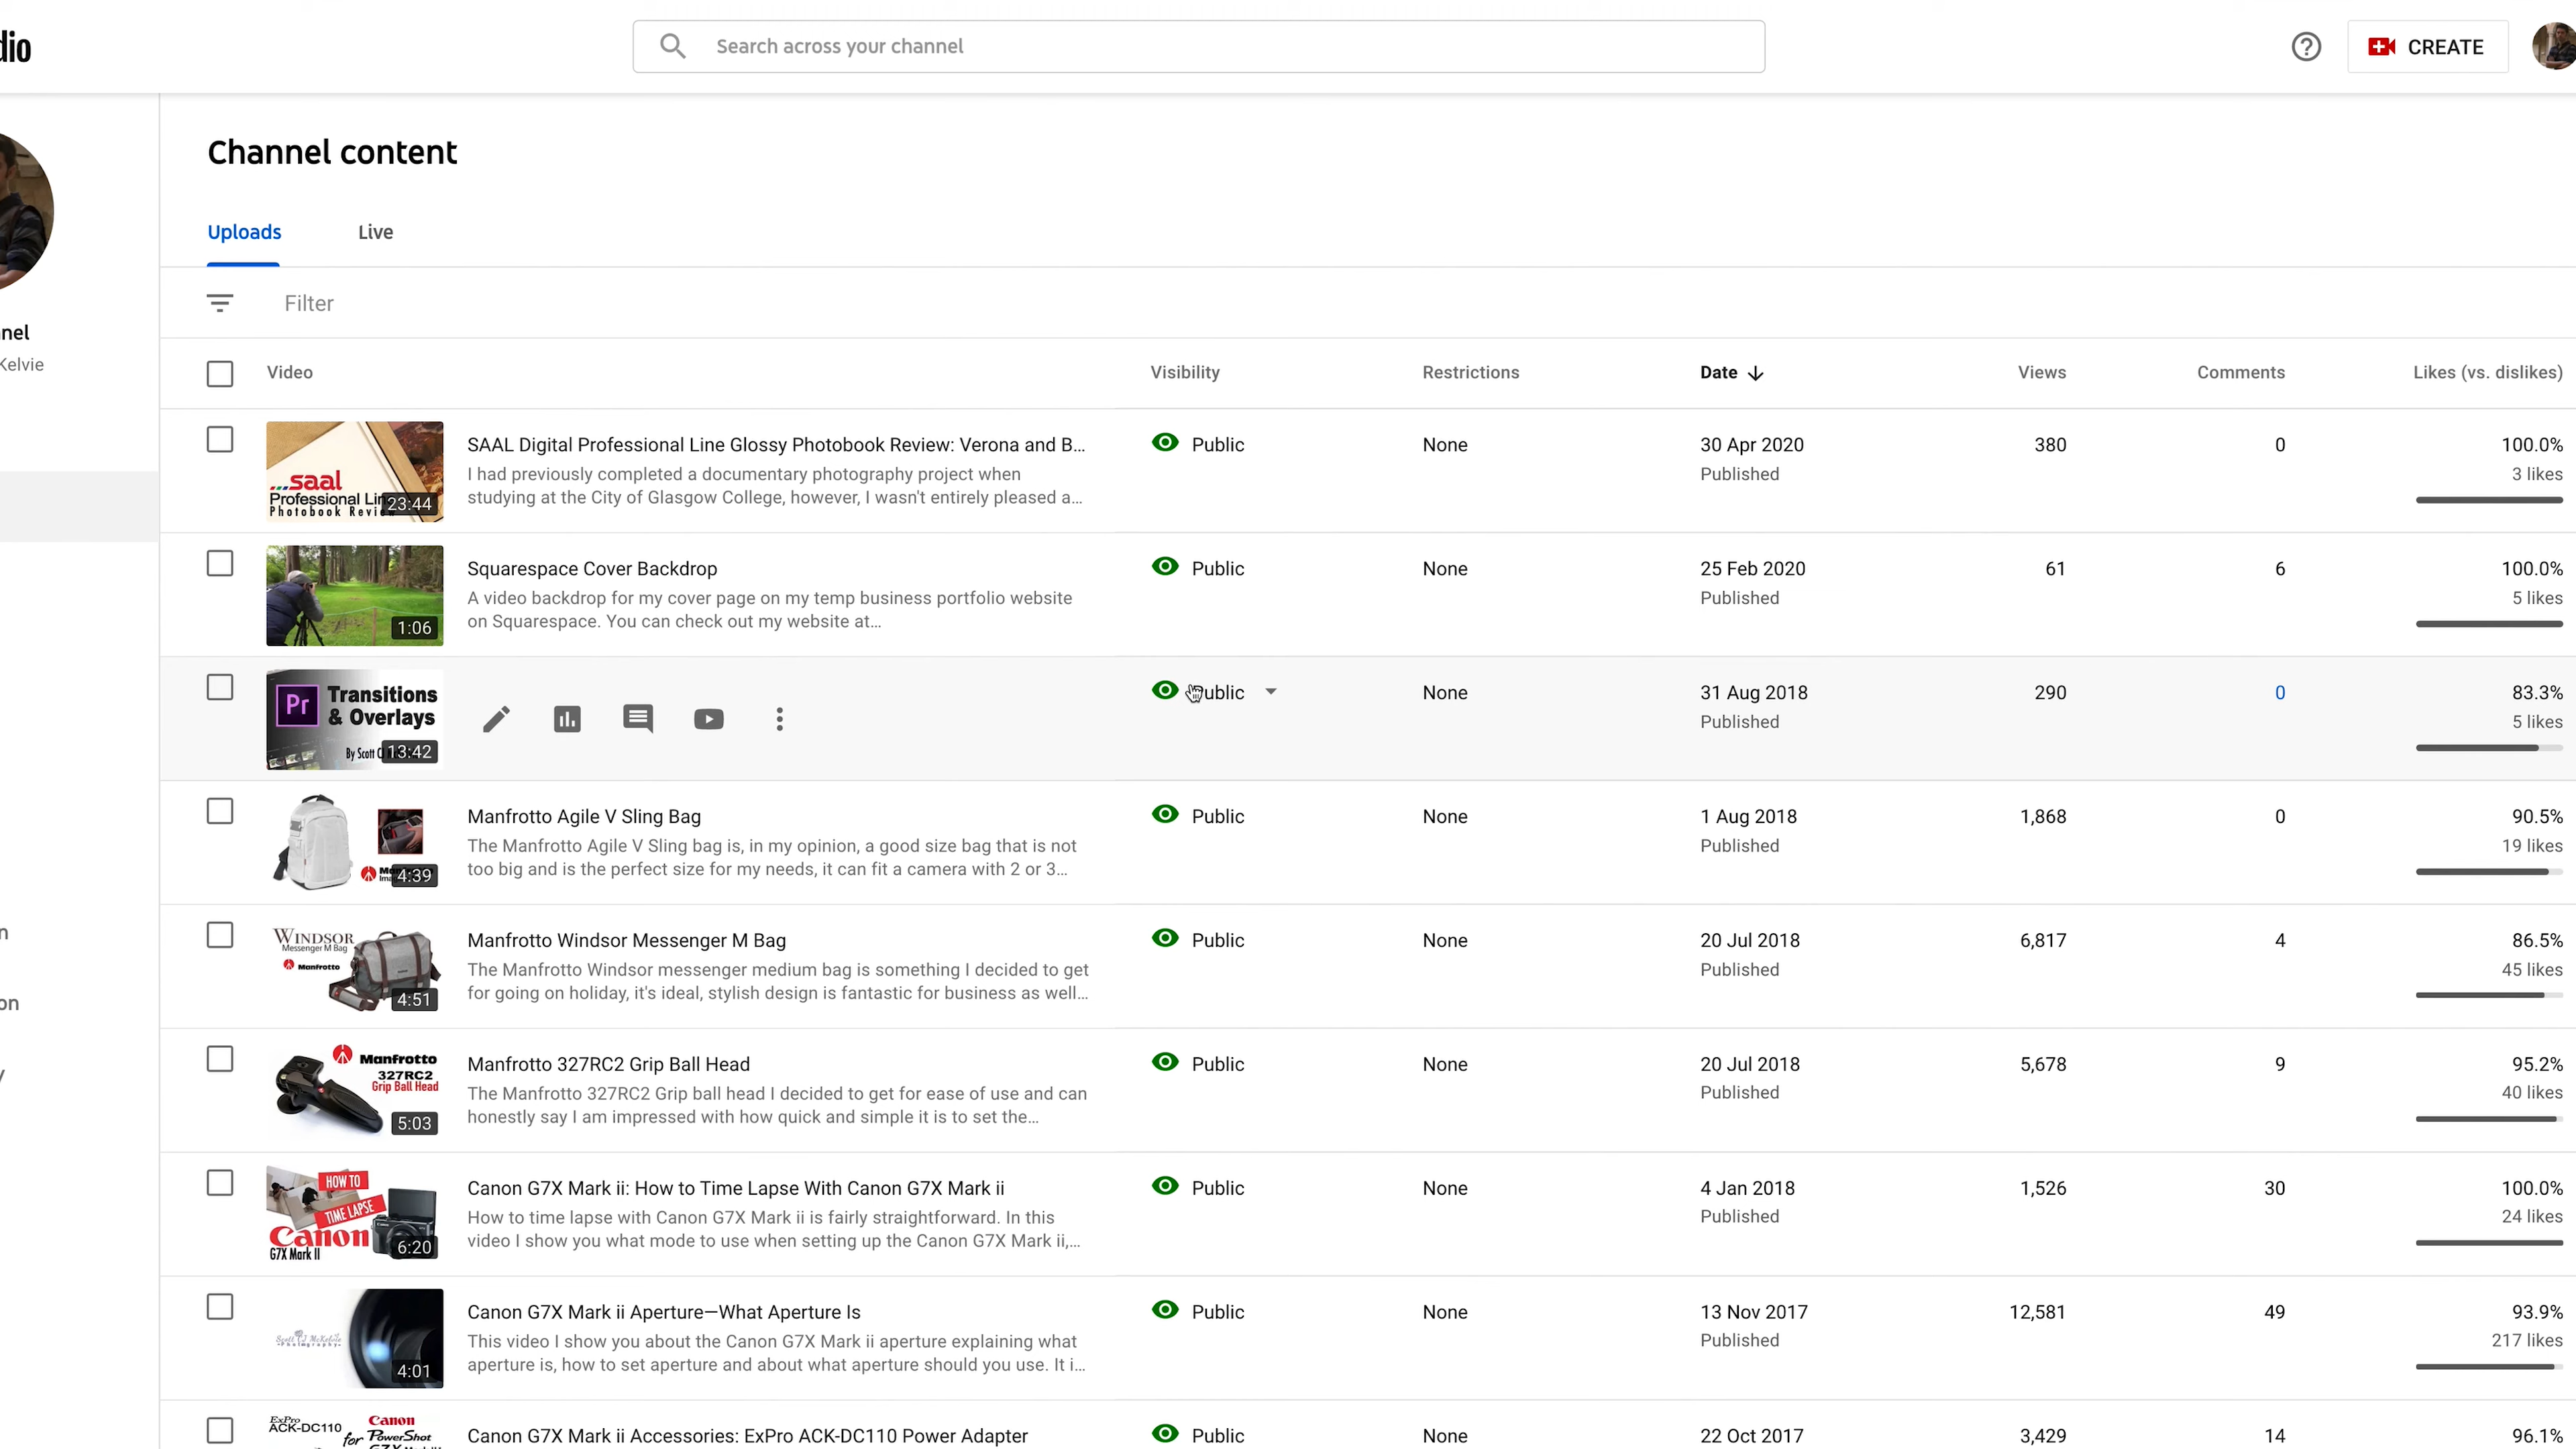 dio
Search across your channel
CREATE
nnel
Kelvie
n
on
y
Channel content
Uploads Live
Filter
Video Visibility Restrictions Date Views Comments Likes (vs. dislikes)
saal
Professional Lin
Photobook Revie
23:44
SAAL Digital Professional Line Glossy Photobook Review: Verona and B...
I had previously completed a documentary photography project when
studying at the City of Glasgow College, however, I wasn't entirely pleased a...
Public None 30 Apr 2020 380 0 100.0%
Published 3 likes
1:06
Squarespace Cover Backdrop
A video backdrop for my cover page on my temp business portfolio website
on Squarespace. You can check out my website at...
Public None 25 Feb 2020 61 6 100.0%
Published 5 likes
Pr Transitions
& Overlays
By Scott CJ
13:42
Public None 31 Aug 2018 290 0 83.3%
Published 5 likes
4:39
Manfrotto Agile V Sling Bag
The Manfrotto Agile V Sling bag is, in my opinion, a good size bag that is not
too big and is the perfect size for my needs, it can fit a camera with 2 or 3...
Public None 1 Aug 2018 1,868 0 90.5%
Published 19 likes
WINDSOR
Messenger M Bag
Manfrotto
4:51
Manfrotto Windsor Messenger M Bag
The Manfrotto Windsor messenger medium bag is something I decided to get
for going on holiday, it's ideal, stylish design is fantastic for business as well...
Public None 20 Jul 2018 6,817 4 86.5%
Published 45 likes
Manfrotto
327RC2
Grip Ball Head
5:03
Manfrotto 327RC2 Grip Ball Head
The Manfrotto 327RC2 Grip ball head I decided to get for ease of use and can
honestly say I am impressed with how quick and simple it is to set the...
Public None 20 Jul 2018 5,678 9 95.2%
Published 40 likes
HOW TO
TIME LAPSE
Canon
G7X Mark II
6:20
Canon G7X Mark ii: How to Time Lapse With Canon G7X Mark ii
How to time lapse with Canon G7X Mark ii is fairly straightforward. In this
video I show you what mode to use when setting up the Canon G7X Mark ii,...
Public None 4 Jan 2018 1,526 30 100.0%
Published 24 likes
Scott CJ McKelvie
Photography
4:01
Canon G7X Mark ii Aperture—What Aperture Is
This video I show you about the Canon G7X Mark ii aperture explaining what
aperture is, how to set aperture and about what aperture should you use. It i...
Public None 13 Nov 2017 12,581 49 93.9%
Published 217 likes
ExPro
ACK-DC110
for
Canon
PowerShot
Canon G7X Mark ii Accessories: ExPro ACK-DC110 Power Adapter
Public None 22 Oct 2017 3,429 14 96.1%